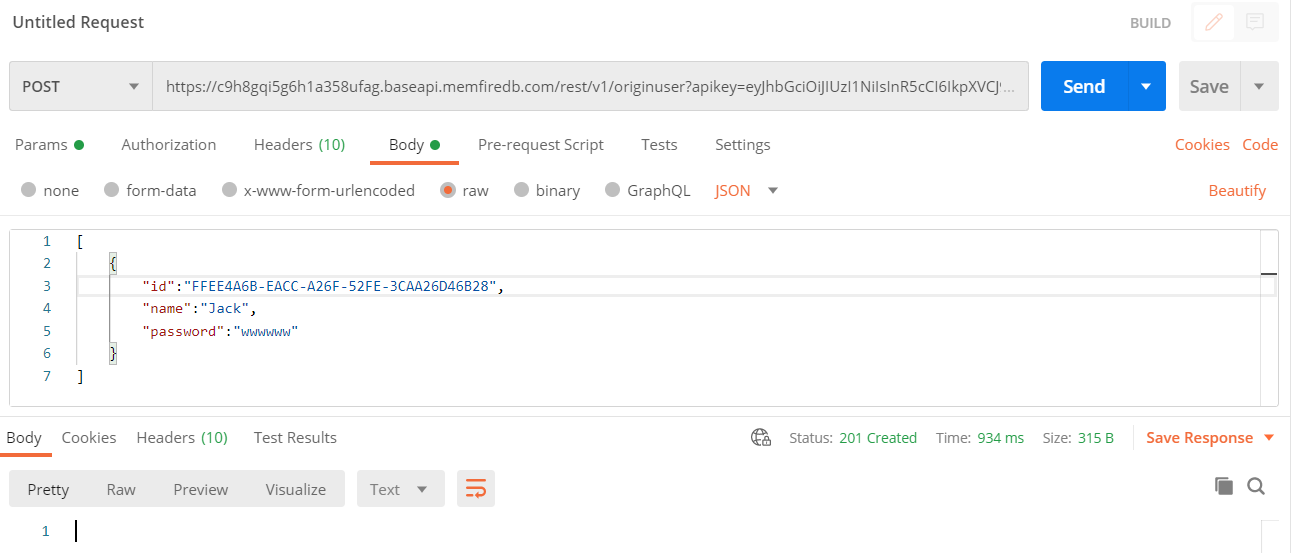 Untitled Request
BUILD
POST
https://c9h8gqi5g6h1a358ufag.baseapi.memfiredb.com/rest/v1/originuser?apikey=eyJhbGciOiJIUzI1NiIsInR5cCI6IkpXVCJ9...
Send
Save
Params Authorization Headers (10) Body Pre-request Script Tests Settings Cookies Code
none form-data x-www-form-urlencoded raw binary GraphQL JSON Beautify
1 [
2 {
3 "id":"FFEE4A6B-EACC-A26F-52FE-3CAA26D46B28",
4 "name":"Jack",
5 "password":"wwwwww"
6 }
7 ]
Body Cookies Headers (10) Test Results Status: 201 Created Time: 934 ms Size: 315 B Save Response
Pretty Raw Preview Visualize Text
1